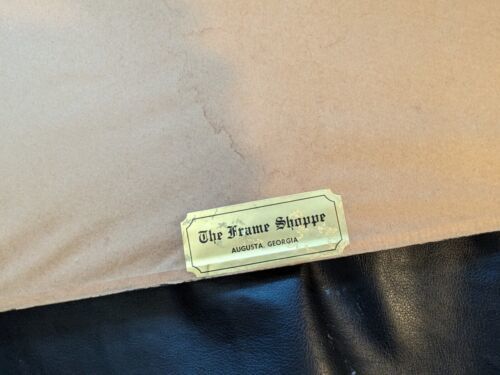 The Frame Shoppe
AUGUSTA, GEORGIA